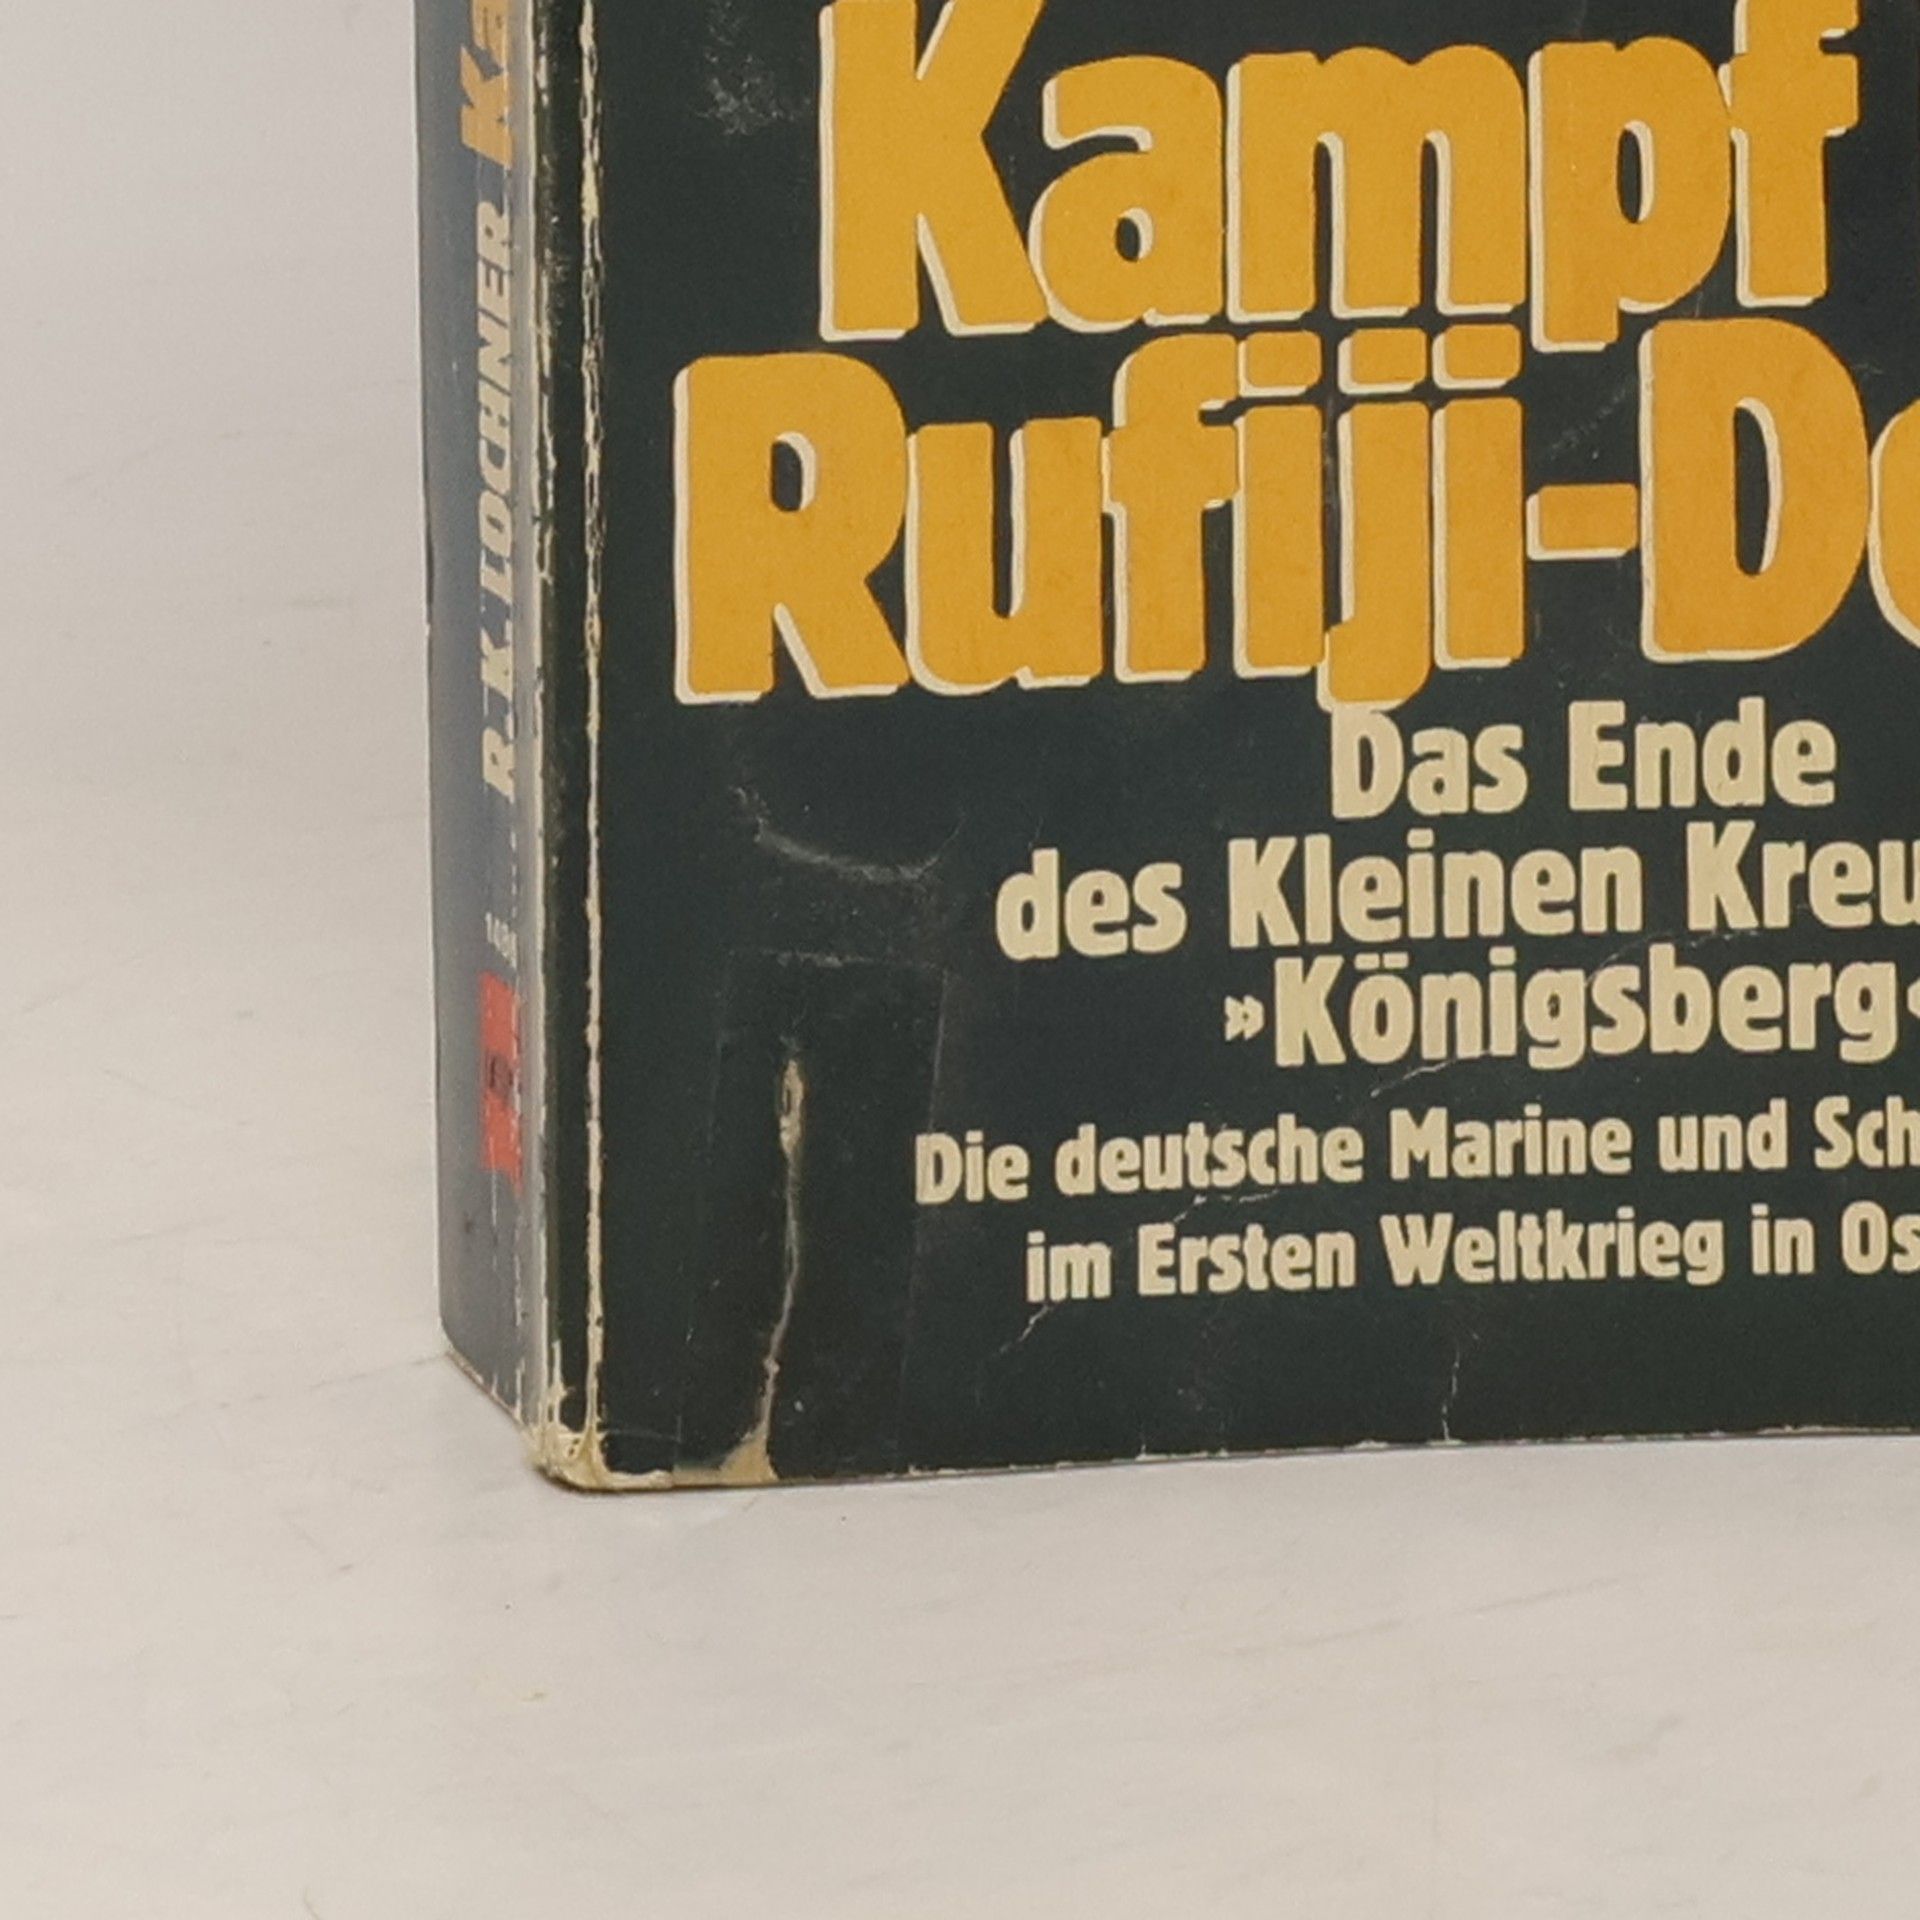 Kampf
Rufiji-De
Das Ende
des Kleinen Kreu
»Königsberg«
Die deutsche Marine und Sch
im Ersten Weltkrieg in Os
R.K.LOCHNER Ka